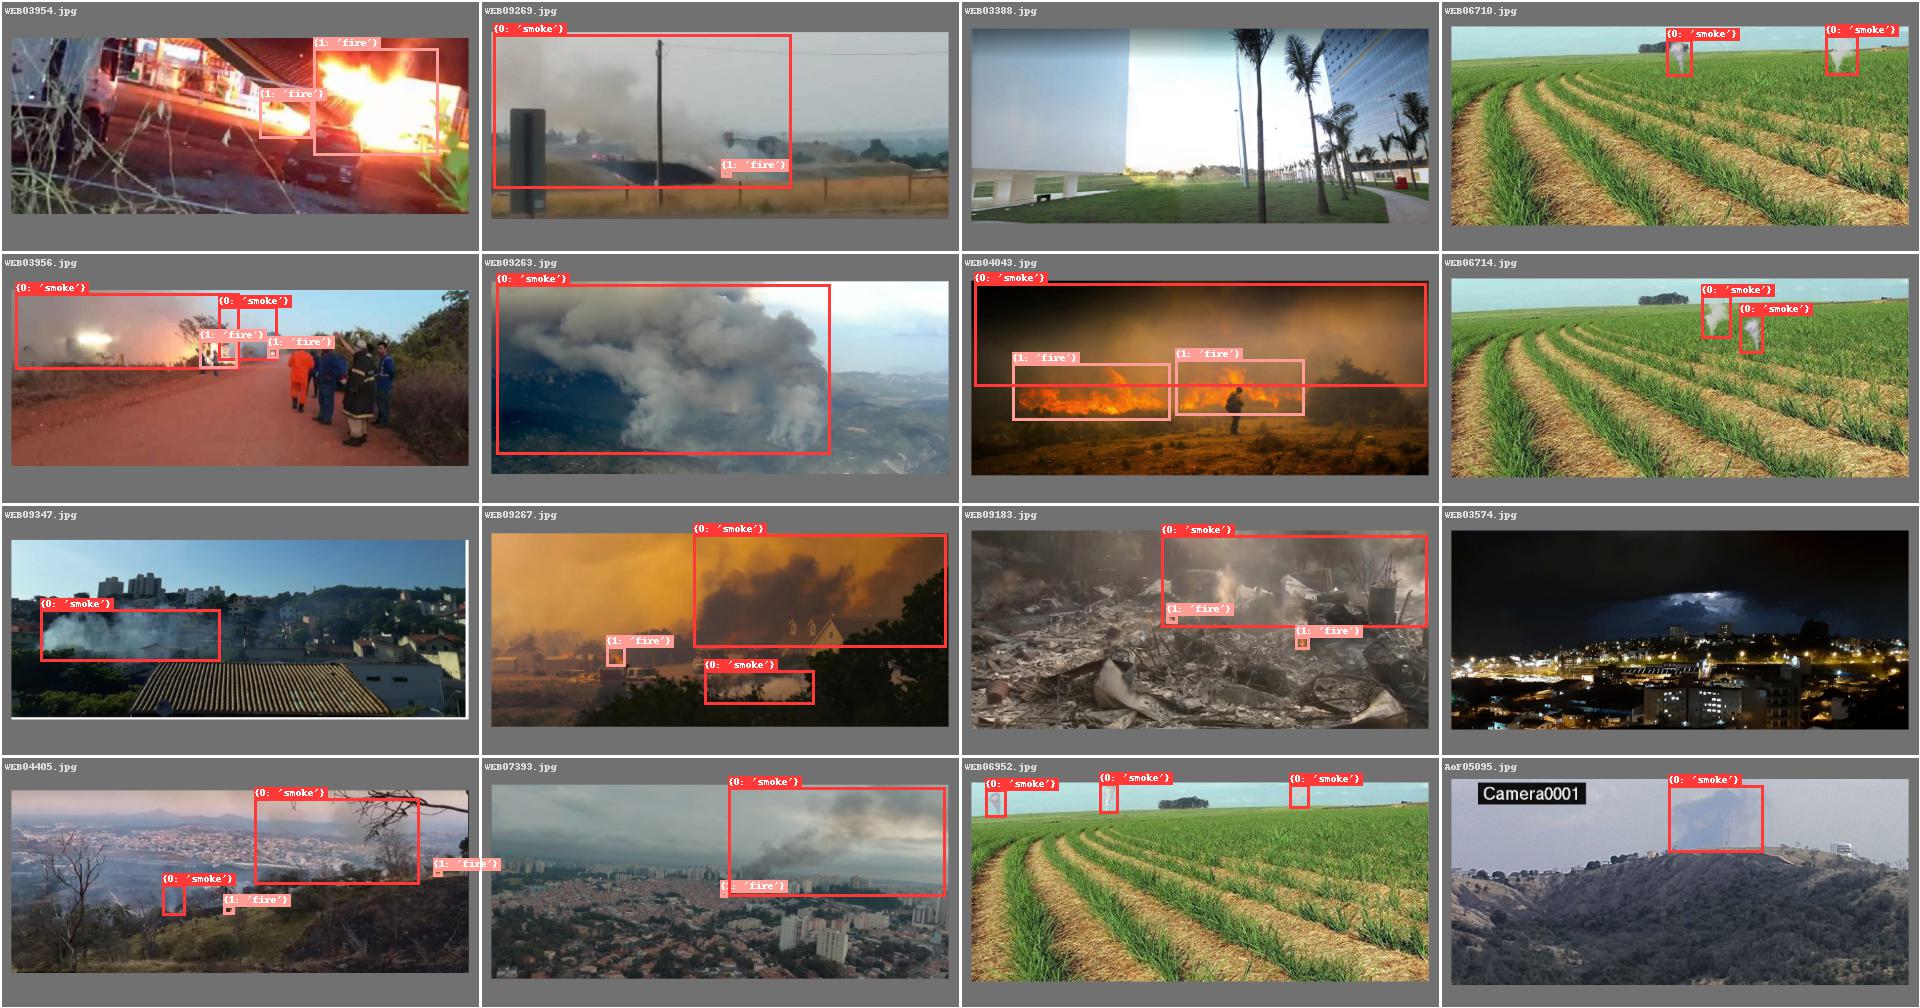 WEB03954.jpg
{1: 'fire'}
{1: 'fire'}
WEB09269.jpg
{0: 'smoke'}
{1: 'fire'}
WEB03388.jpg
WEB06710.jpg
{0: 'smoke'}
{0: 'smoke'}
WEB03956.jpg
{0: 'smoke'}
{0: 'smoke'}
{1: 'fire'}
{1: 'fire'}
WEB09263.jpg
{0: 'smoke'}
WEB04043.jpg
{0: 'smoke'}
{1: 'fire'}
{1: 'fire'}
WEB06714.jpg
{0: 'smoke'}
{0: 'smoke'}
WEB09347.jpg
{0: 'smoke'}
WEB09267.jpg
{0: 'smoke'}
{1: 'fire'}
{0: 'smoke'}
WEB09183.jpg
{0: 'smoke'}
{1: 'fire'}
{1: 'fire'}
WEB03574.jpg
WEB04405.jpg
{0: 'smoke'}
{1: 'fire'}
{0: 'smoke'}
{1: 'fire'}
WEB07393.jpg
{0: 'smoke'}
{1: 'fire'}
WEB06952.jpg
{0: 'smoke'}
{0: 'smoke'}
{0: 'smoke'}
AoF05095.jpg
{0: 'smoke'}
Camera0001